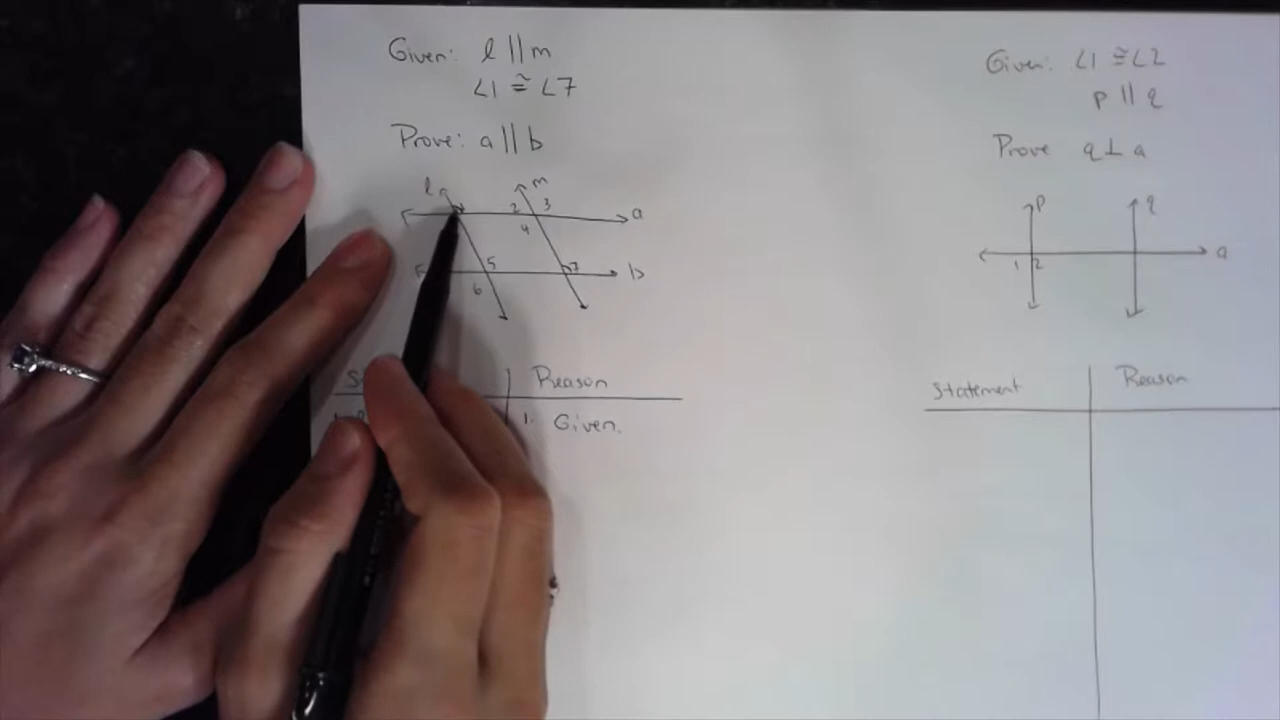 Given: l || m
∠1 ≅ ∠7
Prove: a || b
l
m
2 3 a
4
5 7 b
6
Reason
1. Given.
Given: ∠1 ≅ ∠2
p || q
Prove q ⊥ a
p q
a
1 2
Statement Reason